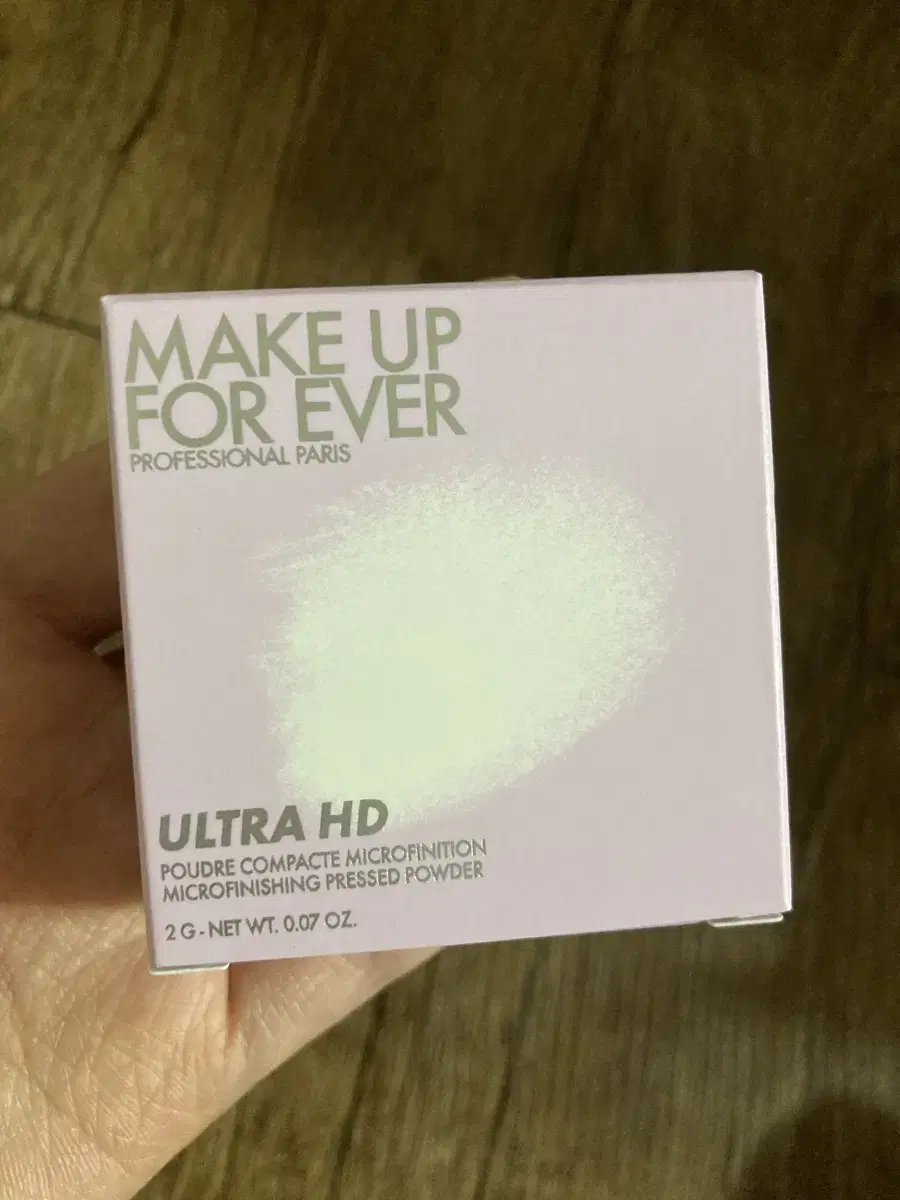 MAKE UP
FOR EVER
PROFESSIONAL PARIS
ULTRA HD
POUDRE COMPACTE MICROFINITION
MICROFINISHING PRESSED POWDER
2 G - NET WT. 0.07 OZ.